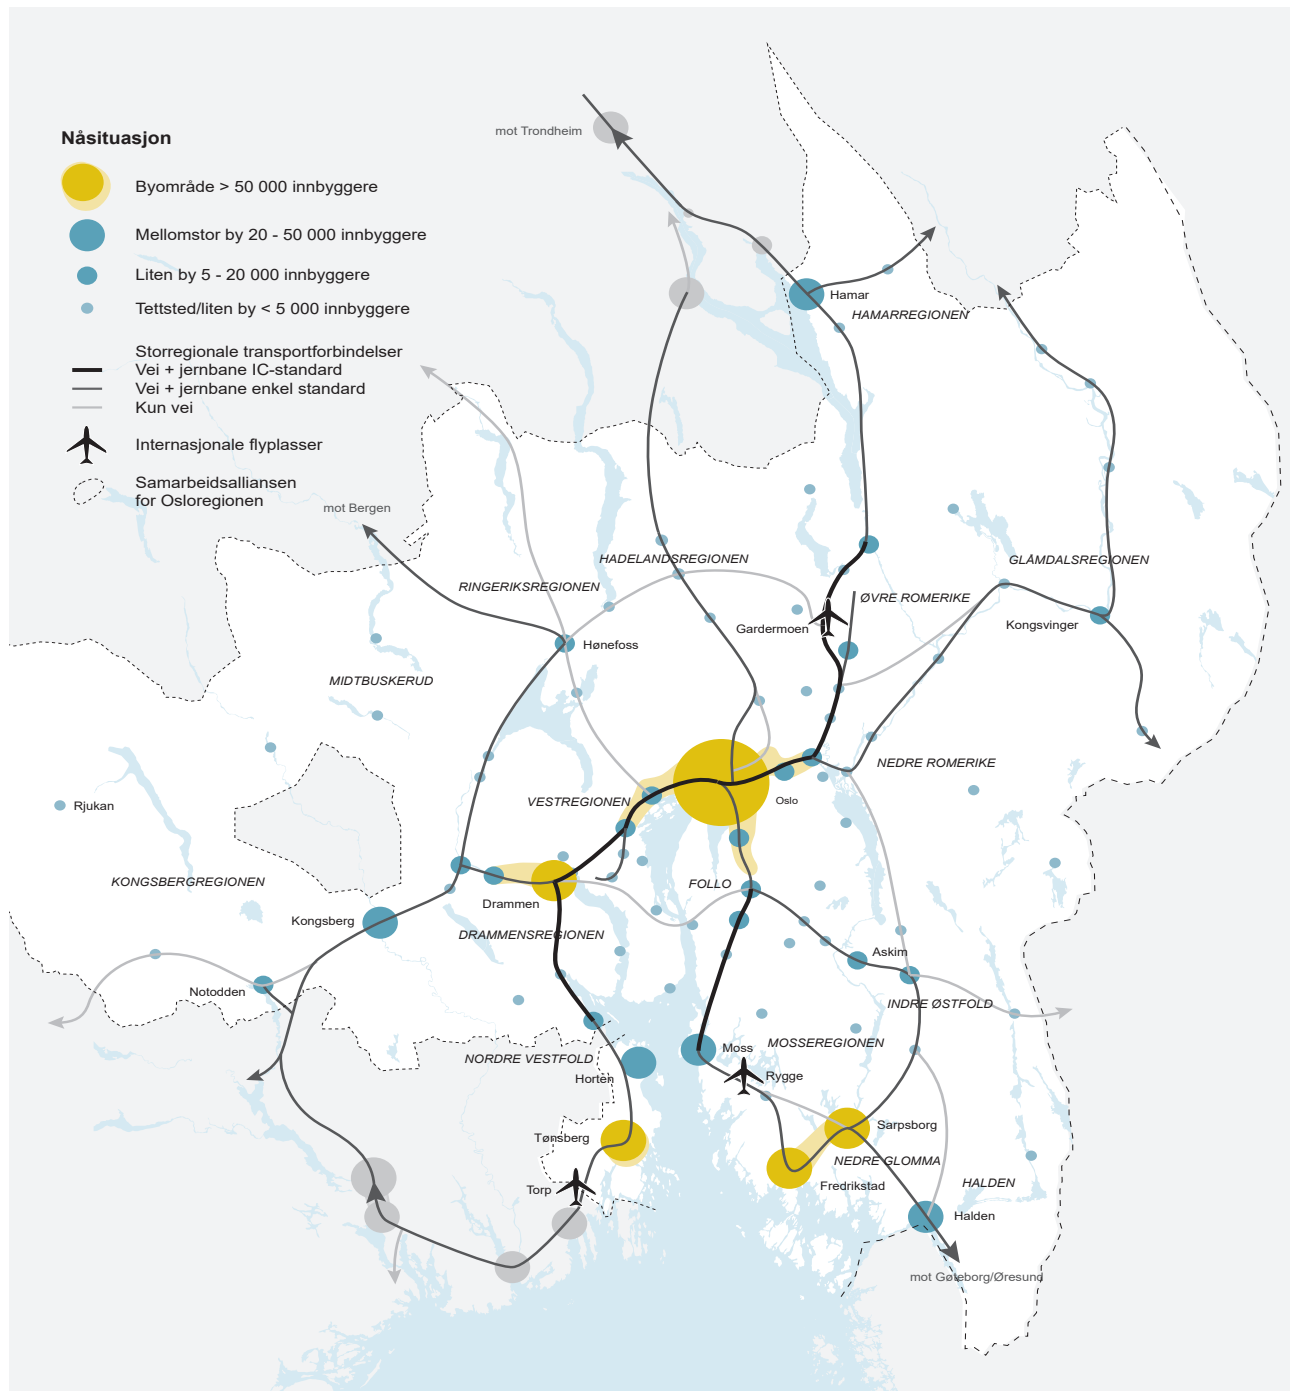 Nåsituasjon
Byområde > 50 000 innbyggere
Mellomstor by 20 - 50 000 innbyggere
Liten by 5 - 20 000 innbyggere
Tettsted/liten by < 5 000 innbyggere
Storregionale transportforbindelser
Vei + jernbane IC-standard
Vei + jernbane enkel standard
Kun vei
Internasjonale flyplasser
Samarbeidsalliansen
for Osloregionen
mot Trondheim
Hamar
HAMARREGIONEN
mot Bergen
HADELANDSREGIONEN
GLÅMDALSREGIONEN
RINGERIKSREGIONEN
ØVRE ROMERIKE
Gardermoen
Kongsvinger
Hønefoss
MIDTBUSKERUD
NEDRE ROMERIKE
VESTREGIONEN
Oslo
Rjukan
KONGSBERGREGIONEN
FOLLO
Drammen
Kongsberg
DRAMMENSREGIONEN
Askim
Notodden
INDRE ØSTFOLD
MOSSEREGIONEN
Moss
NORDRE VESTFOLD
Horten
Rygge
Sarpsborg
Tønsberg
NEDRE GLOMMA
Fredrikstad
HALDEN
Torp
Halden
mot Gøteborg/Øresund